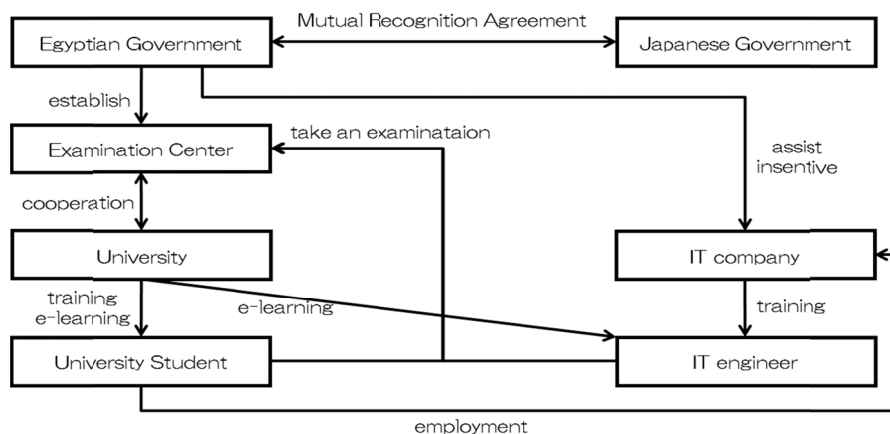 Mutual Recognition Agreement
Egyptian Government
Japanese Government
establish
take an examinataion
Examination Center
assist
insentive
cooperation
University
IT company
training
e-learning
e-learning
training
University Student
IT engineer
employment